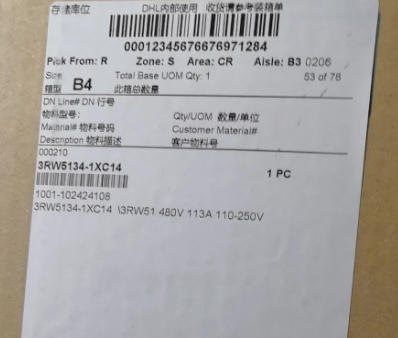 存储库位 DHL内部使用 收货请参考装箱单
00012345676676971284
Pick From: R Zone: S Area: CR Aisle: B3 0206
Size B4 Total Base UOM Qty: 1 53 of 78
箱型 此箱总数量
DN Line# DN 行号
物料型号: Qty/UOM 数量/单位
Material# 物料号码 Customer Material#
Description 物料描述 客户物料号
000210
3RW5134-1XC14 1 PC
1001-102424108
3RW5134-1XC14 \3RW51 480V 113A 110-250V